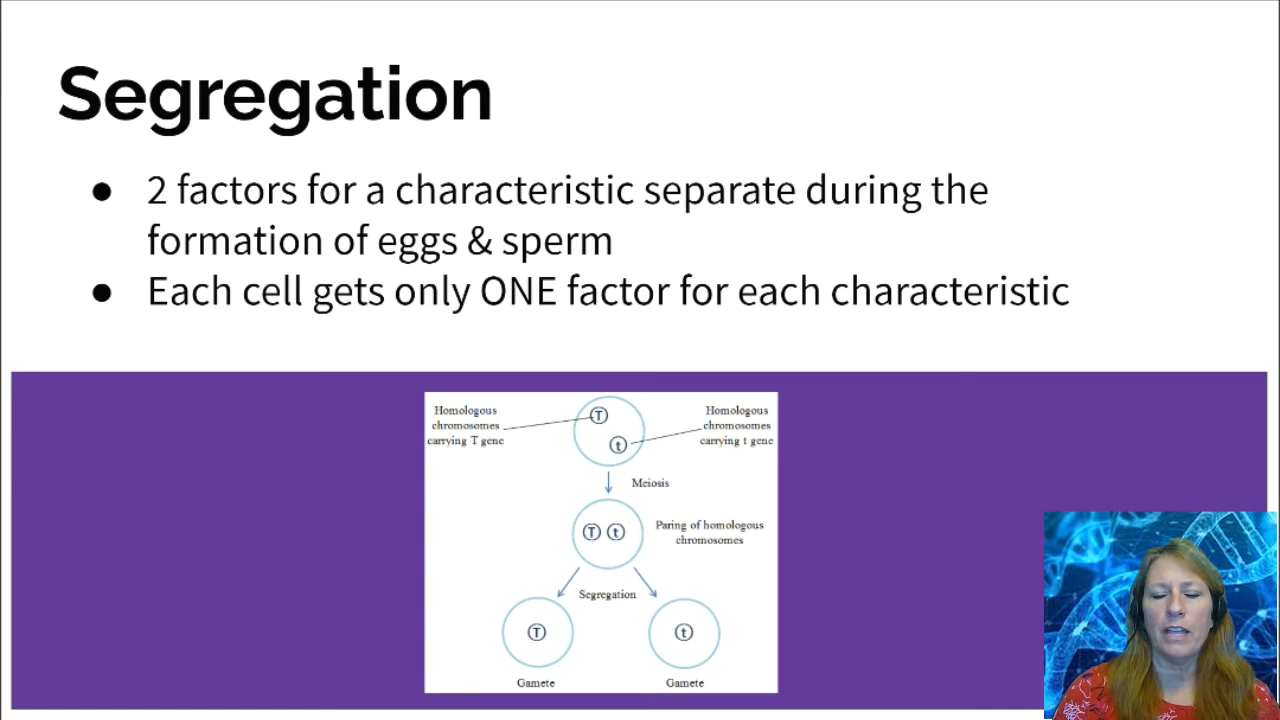 Segregation
● 2 factors for a characteristic separate during the
formation of eggs & sperm
● Each cell gets only ONE factor for each characteristic
Homologous
chromosomes
carrying T gene
T
t
Homologous
chromosomes
carrying t gene
Meiosis
T t
Paring of homologous
chromosomes
Segregation
T
t
Gamete
Gamete